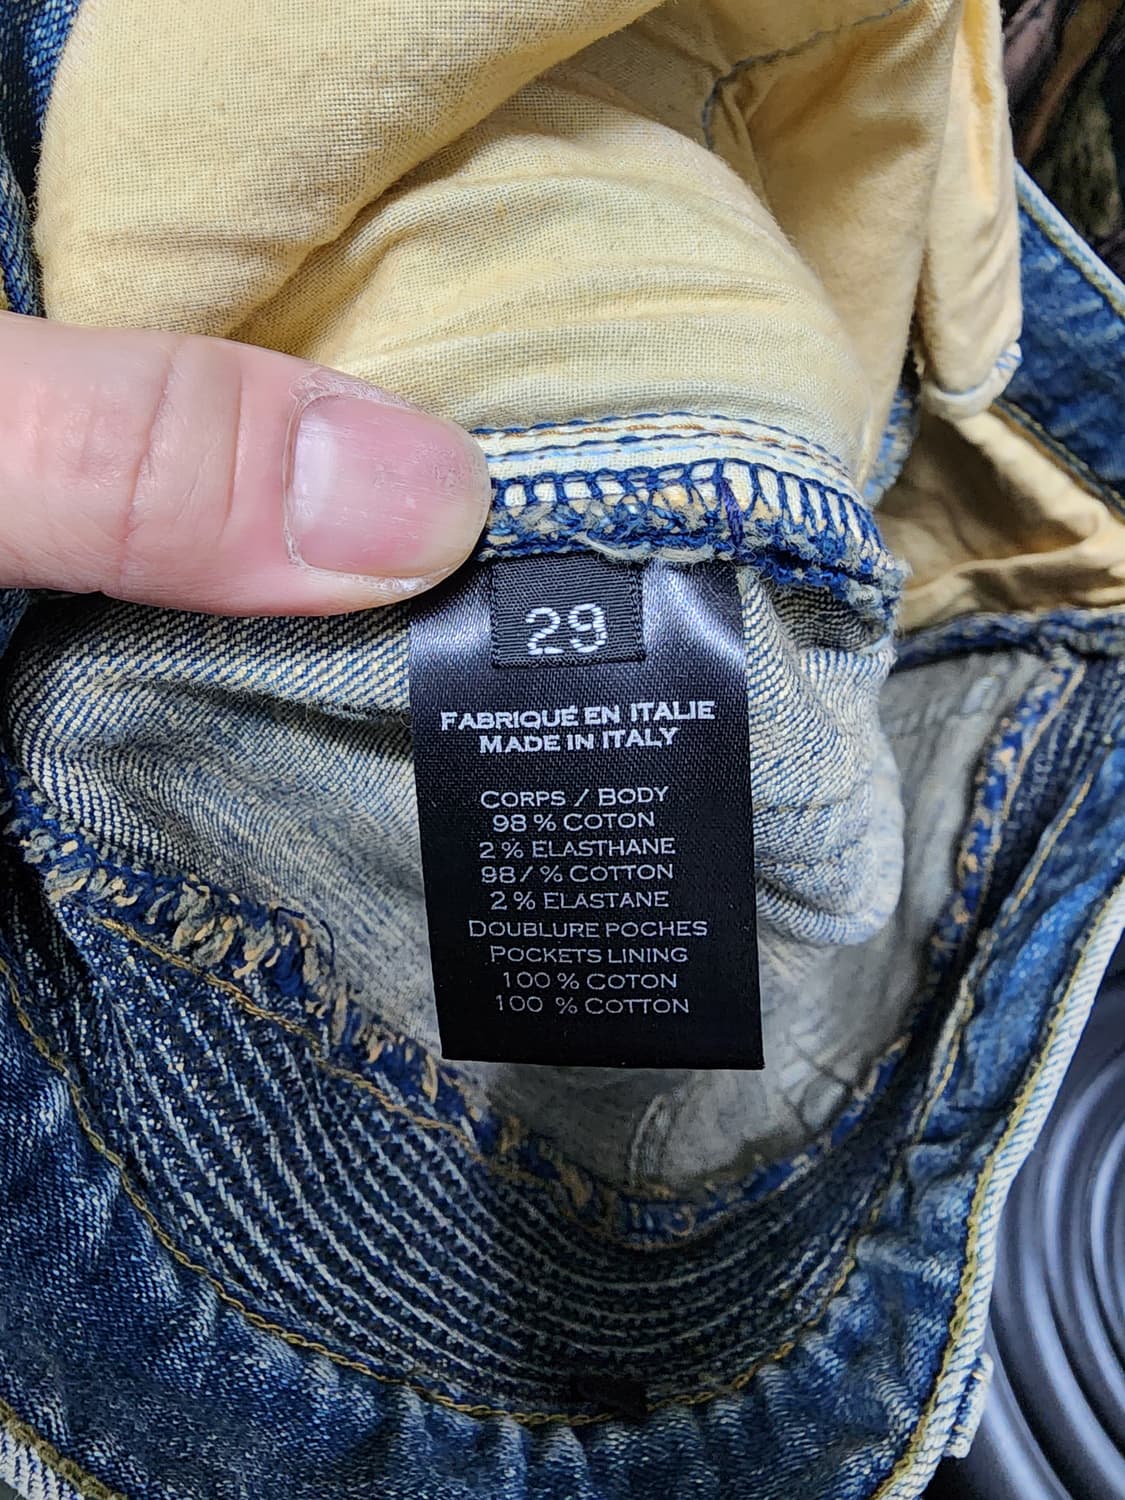 29
FABRIQUÉ EN ITALIE
MADE IN ITALY
CORPS / BODY
98 % COTON
2 % ELASTHANE
98/ % COTTON
2 % ELASTANE
DOUBLURE POCHES
POCKETS LINING
100 % COTON
100 % COTTON